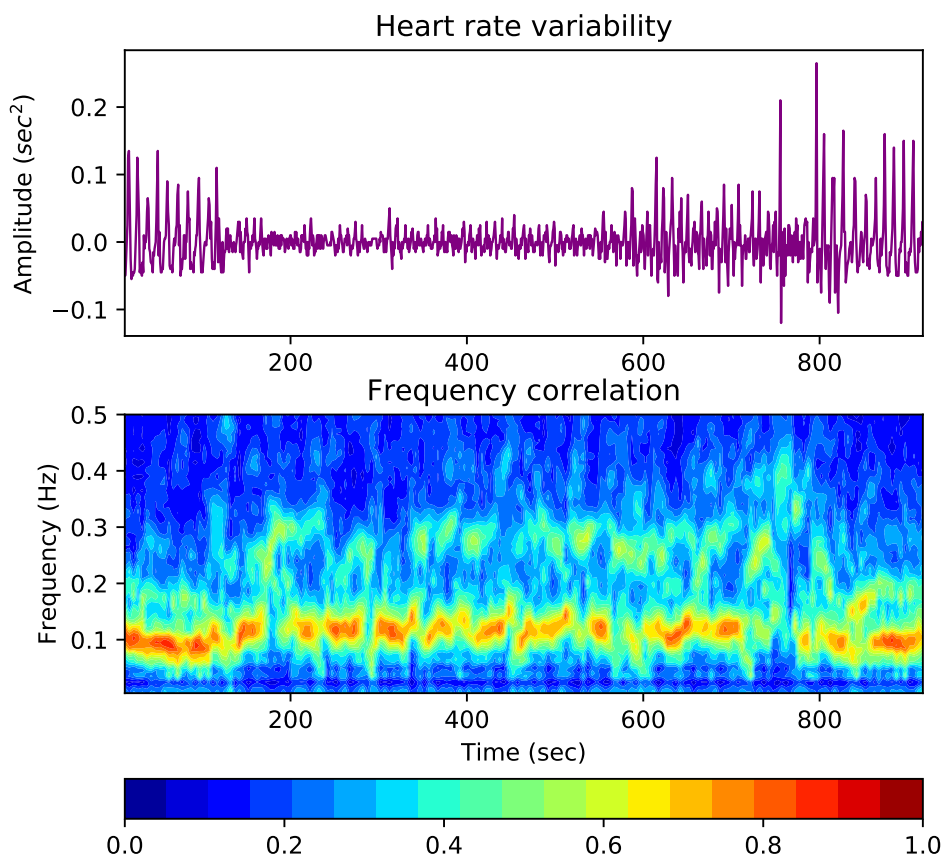 Heart rate variability
Amplitude (sec²)
0.2
0.1
0.0
−0.1
200 400 600 800
Frequency correlation
Frequency (Hz)
0.5
0.4
0.3
0.2
0.1
200 400 600 800
Time (sec)
0.0 0.2 0.4 0.6 0.8 1.0